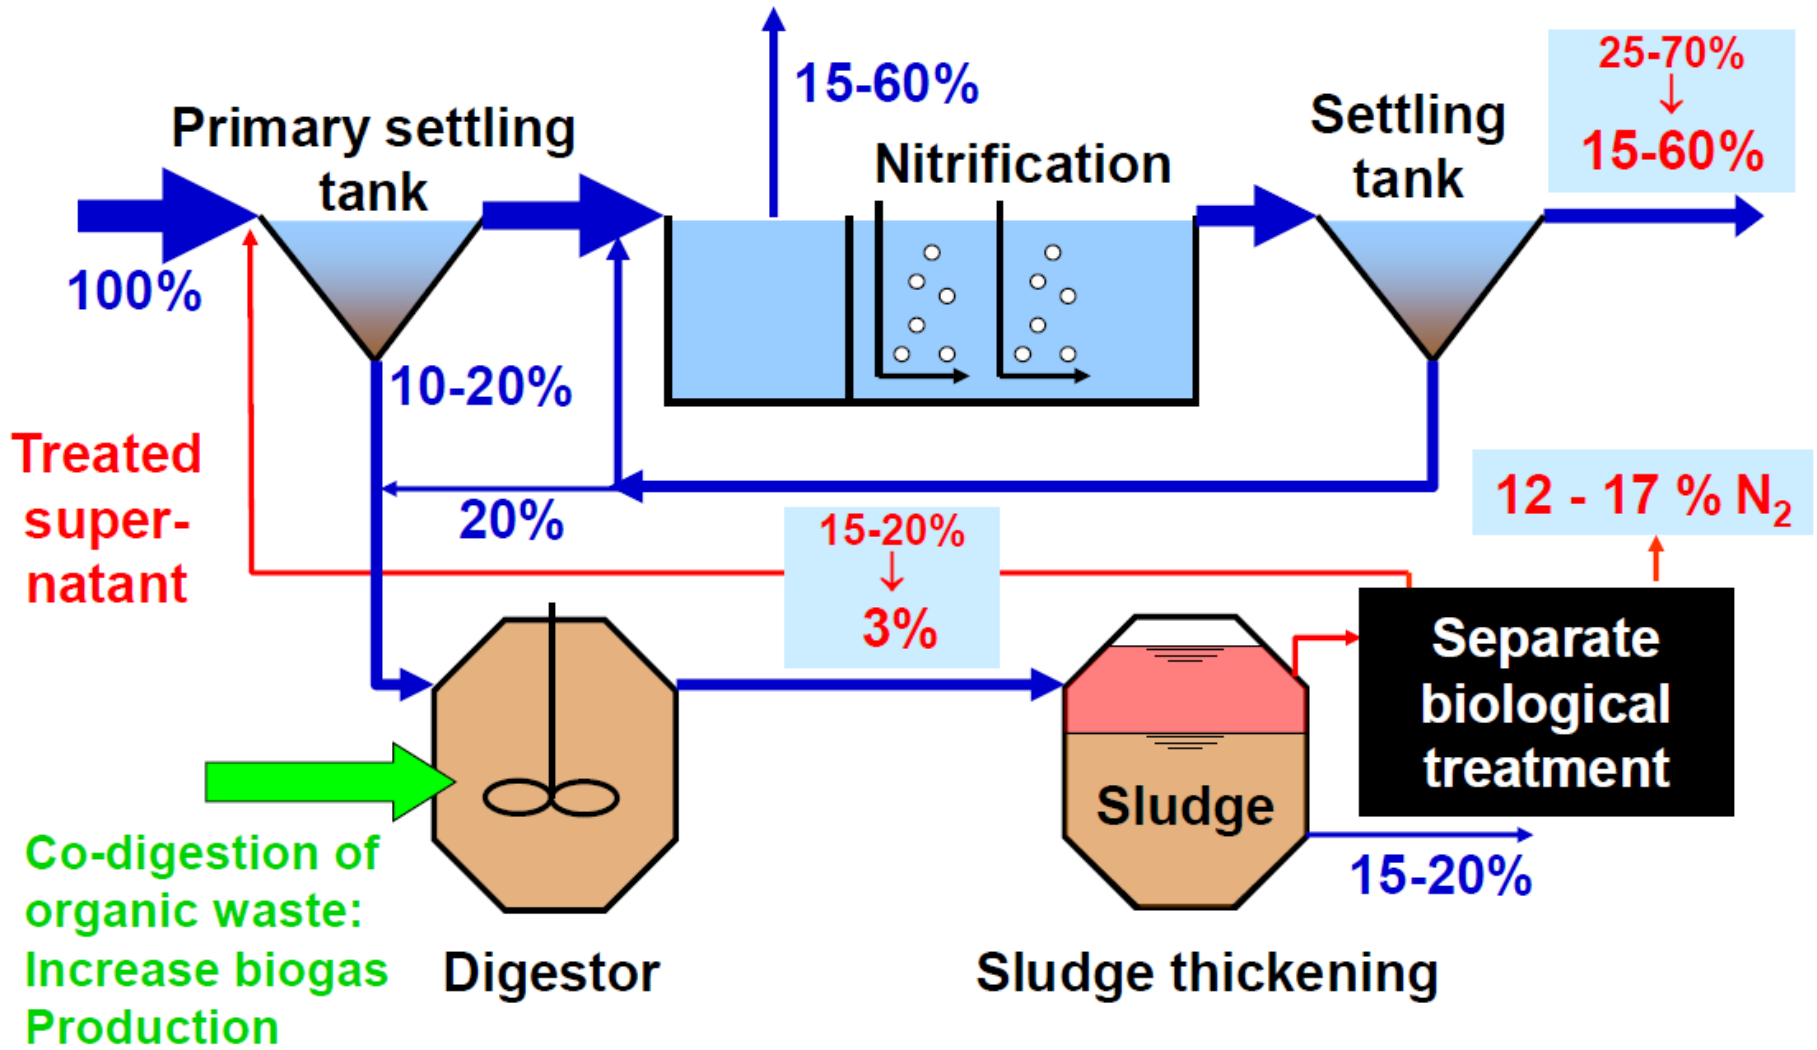 15-60%
25-70%
↓
15-60%
Primary settling
tank
Nitrification
Settling
tank
100%
10-20%
Treated
super-
natant
20%
15-20%
↓
3%
12 - 17 % N₂
Separate
biological
treatment
Sludge
15-20%
Co-digestion of
organic waste:
Increase biogas
Production
Digestor
Sludge thickening